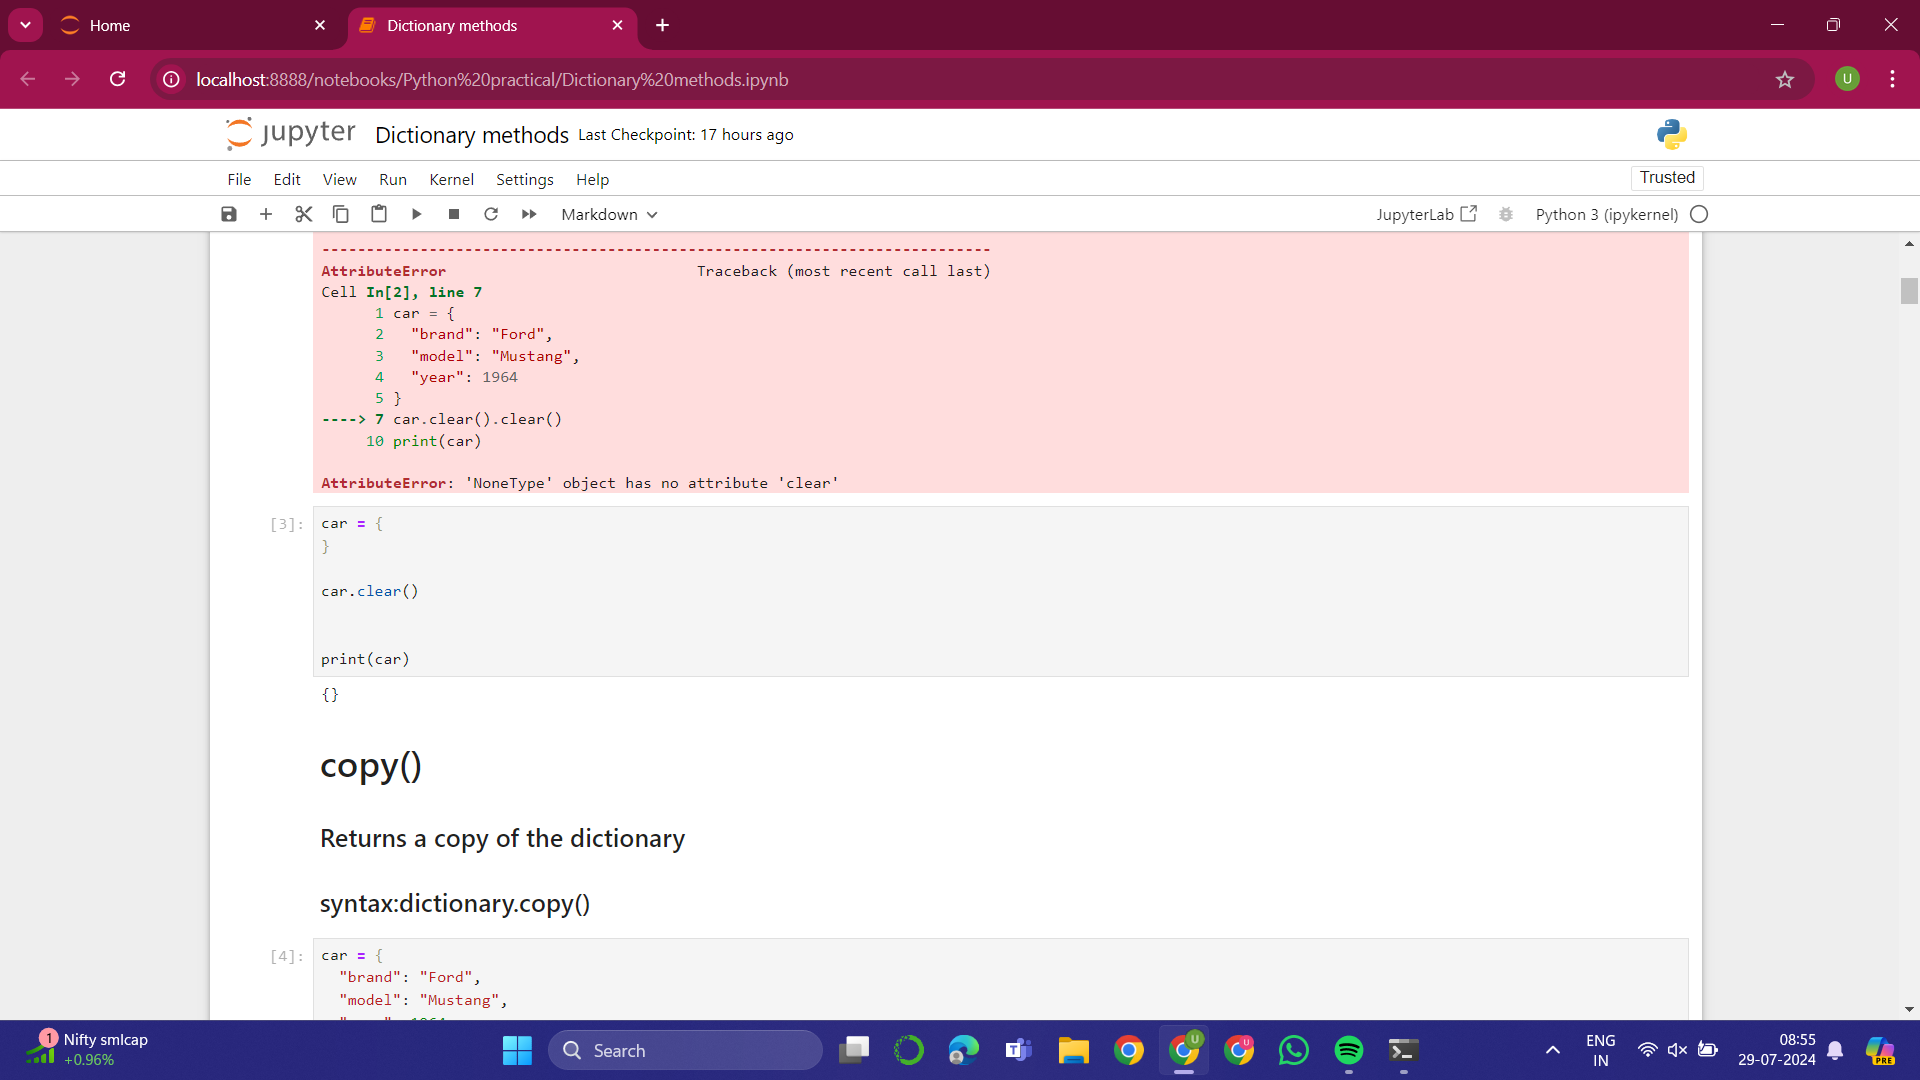 Home
Dictionary methods
localhost:8888/notebooks/Python%20practical/Dictionary%20methods.ipynb
U
jupyter Dictionary methods Last Checkpoint: 17 hours ago
File Edit View Run Kernel Settings Help
Trusted
Markdown
JupyterLab
Python 3 (ipykernel)
---------------------------------------------------------------------------
AttributeError                            Traceback (most recent call last)
Cell In[2], line 7
      1 car = {
      2   "brand": "Ford",
      3   "model": "Mustang",
      4   "year": 1964
      5 }
----> 7 car.clear().clear()
     10 print(car)
AttributeError: 'NoneType' object has no attribute 'clear'
[3]: car = {
}
car.clear()
print(car)
{}
copy()
Returns a copy of the dictionary
syntax:dictionary.copy()
[4]: car = {
  "brand": "Ford",
  "model": "Mustang",
1
Nifty smlcap
+0.96%
Search
U
U
ENG
IN
08:55
29-07-2024
PRE